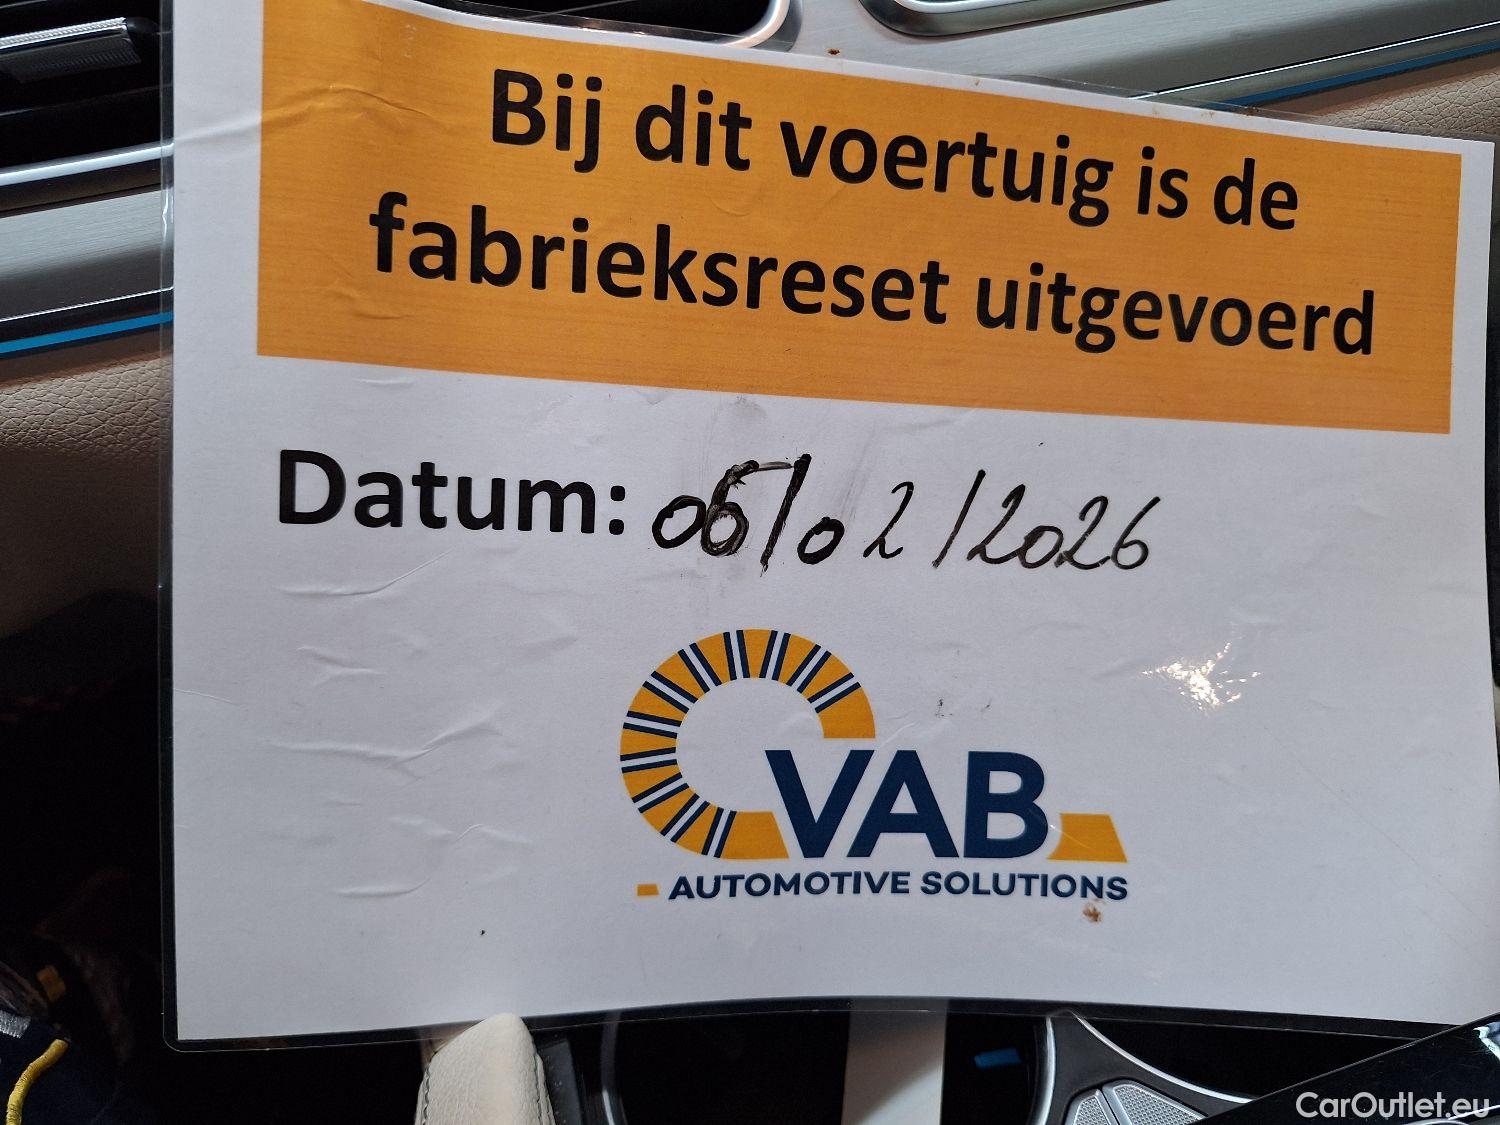 Bij dit voertuig is de
fabrieksreset uitgevoerd
Datum: 06/02/2026
VAB
AUTOMOTIVE SOLUTIONS
CarOutlet.eu